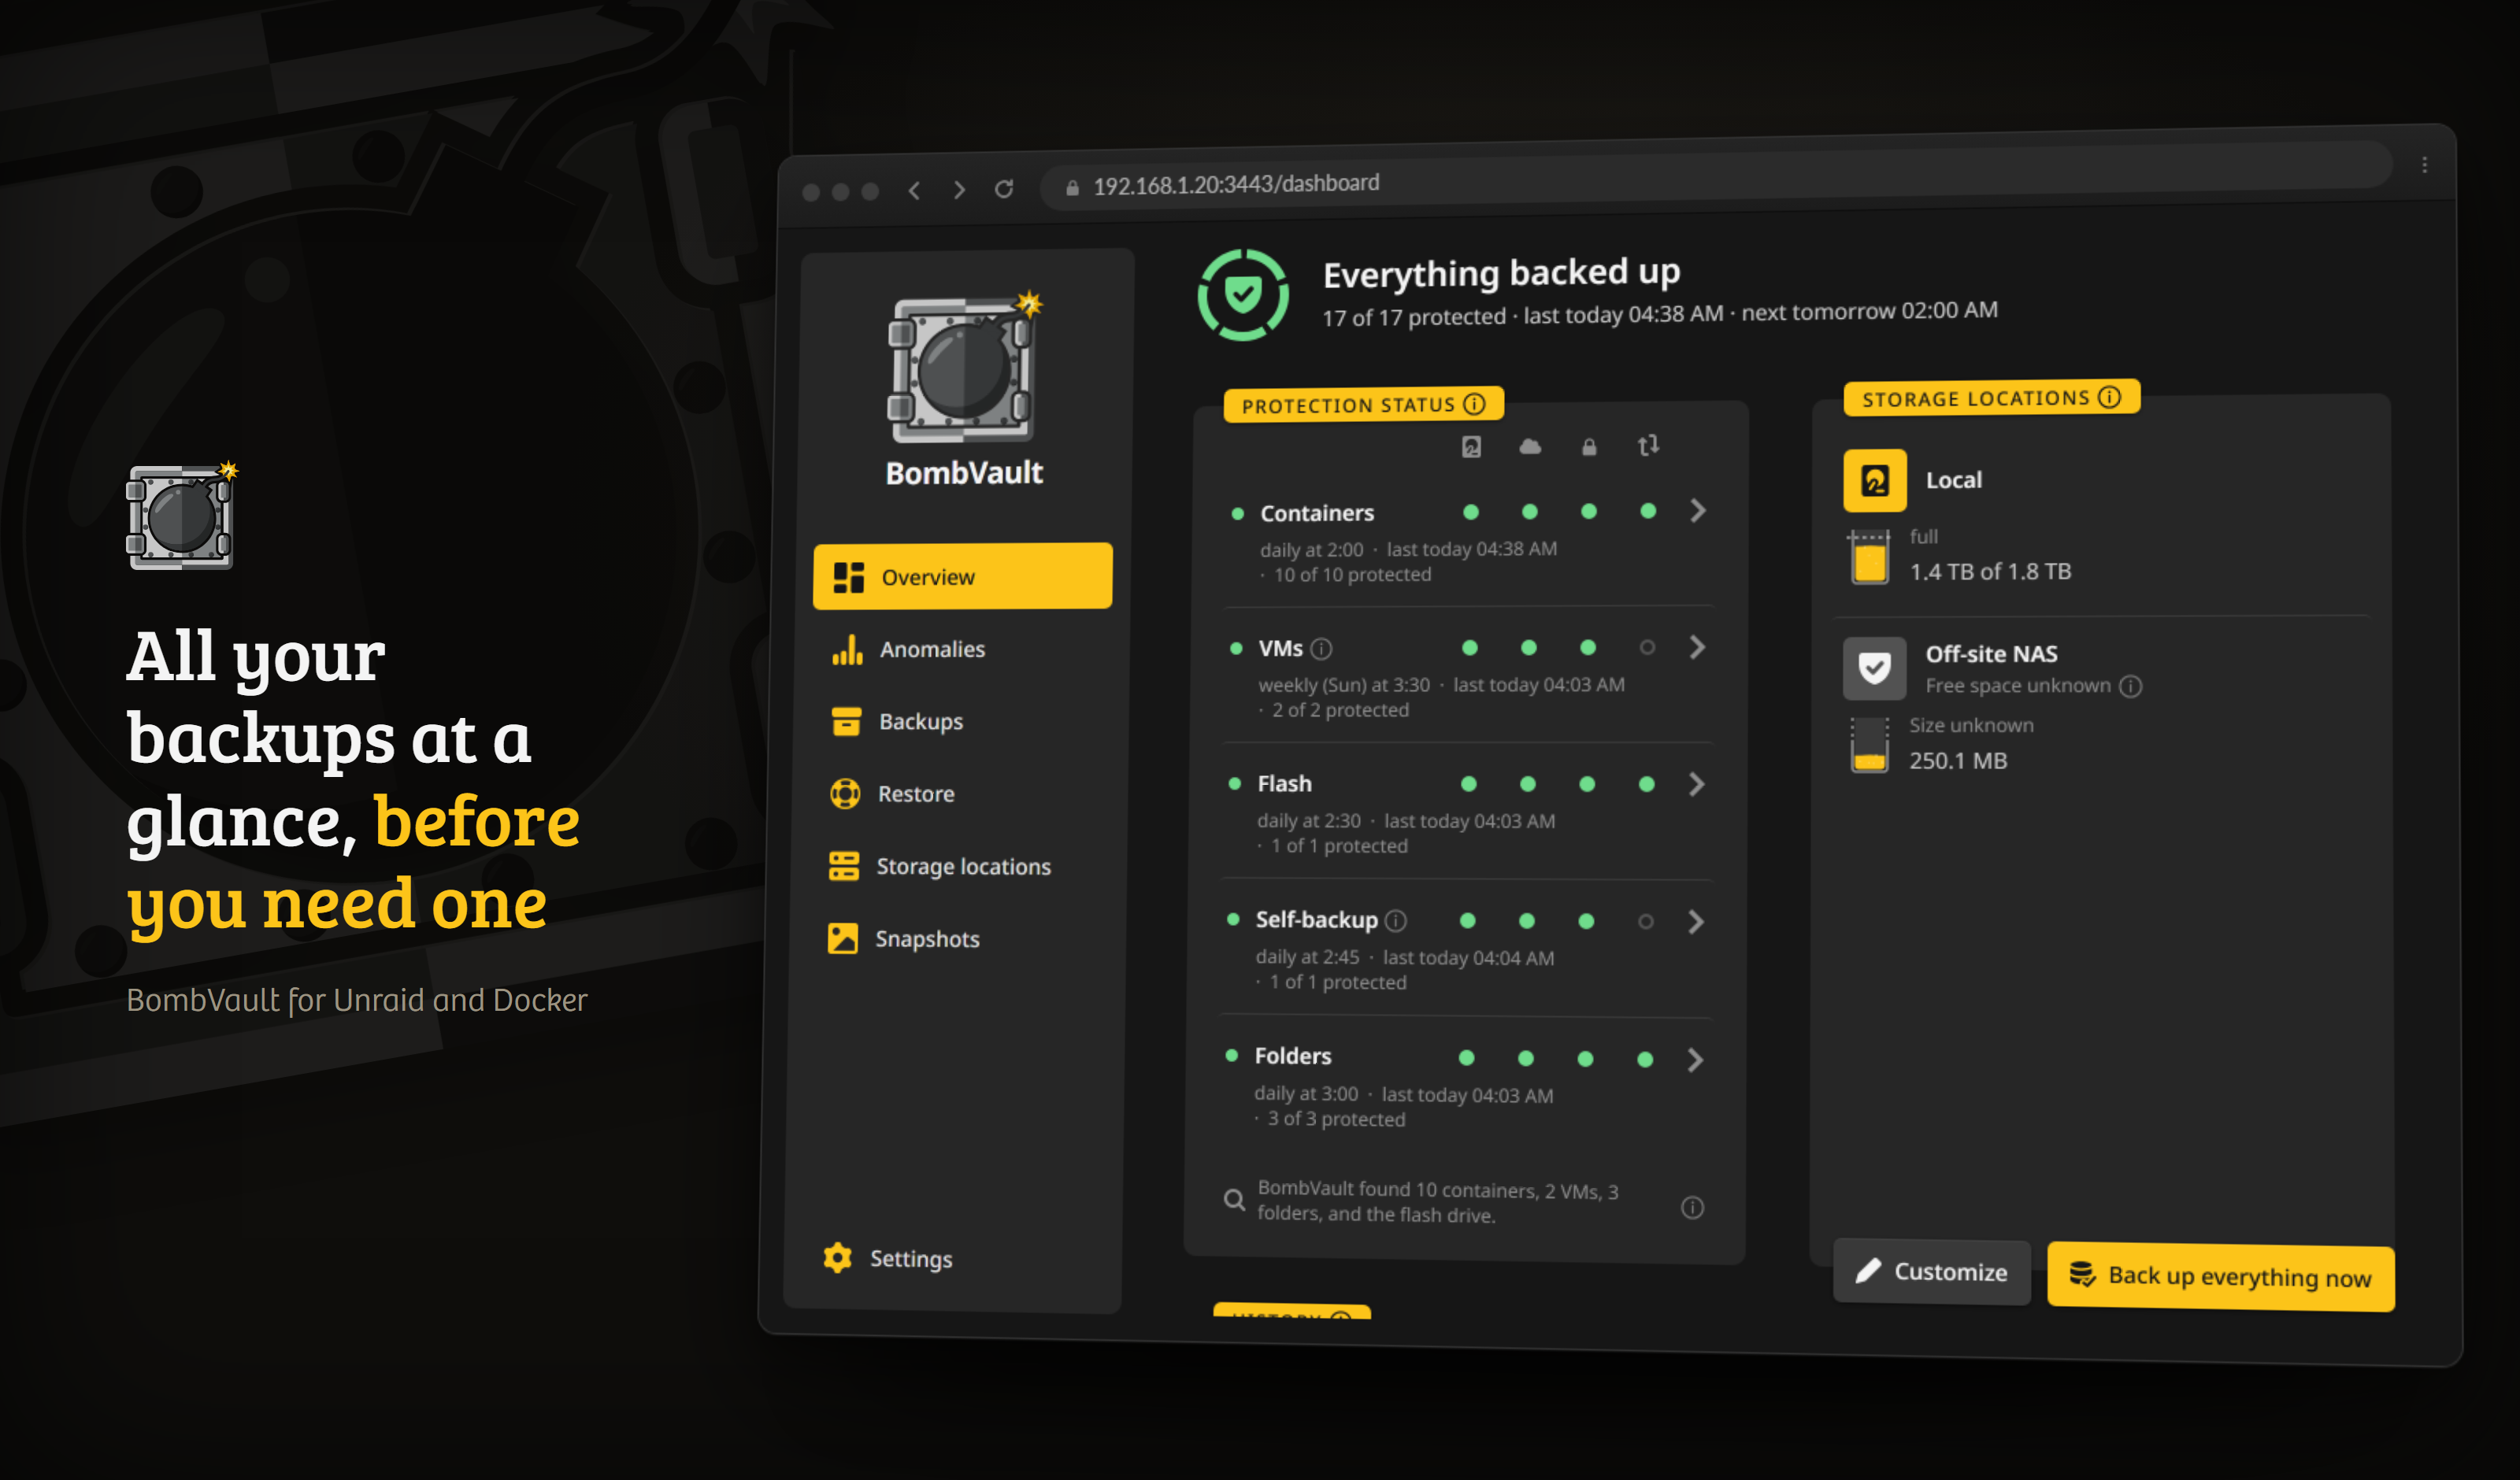 All your
backups at a
glance, before
you need one
BombVault for Unraid and Docker
192.168.1.20:3443/dashboard
BombVault
Overview
Anomalies
Backups
Restore
Storage locations
Snapshots
Settings
Everything backed up
17 of 17 protected · last today 04:38 AM · next tomorrow 02:00 AM
PROTECTION STATUS
Containers
daily at 2:00 · last today 04:38 AM
· 10 of 10 protected
VMs
weekly (Sun) at 3:30 · last today 04:03 AM
· 2 of 2 protected
Flash
daily at 2:30 · last today 04:03 AM
· 1 of 1 protected
Self-backup
daily at 2:45 · last today 04:04 AM
· 1 of 1 protected
Folders
daily at 3:00 · last today 04:03 AM
· 3 of 3 protected
BombVault found 10 containers, 2 VMs, 3
folders, and the flash drive.
STORAGE LOCATIONS
Local
full
1.4 TB of 1.8 TB
Off-site NAS
Free space unknown
Size unknown
250.1 MB
Customize
Back up everything now
HISTORY